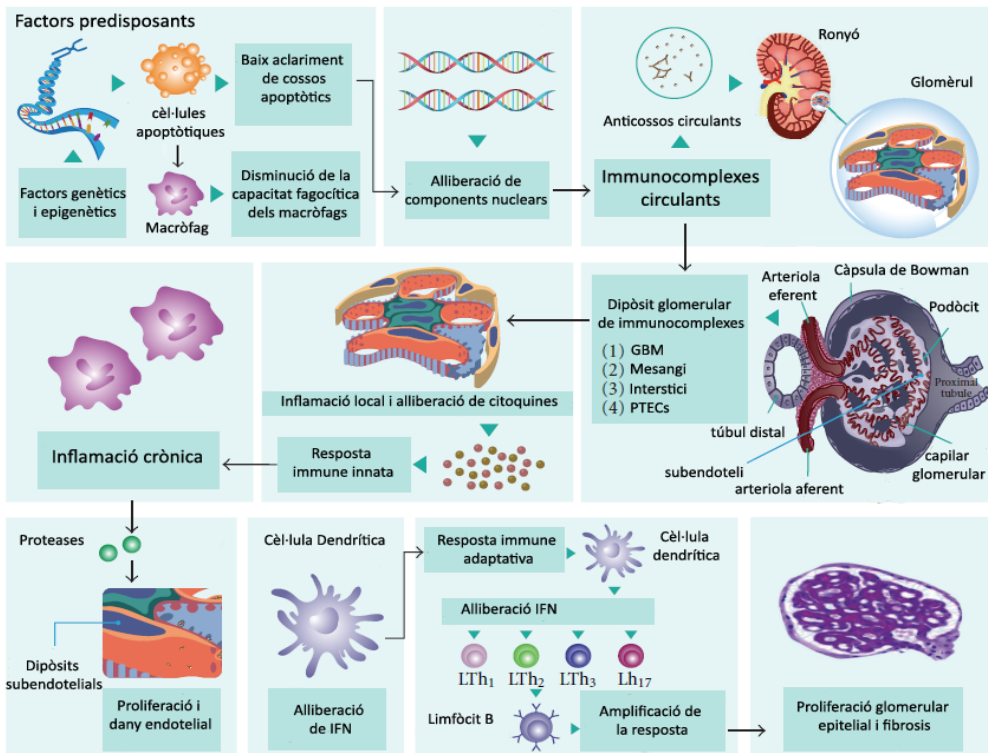 Factors predisposants
cèl·lules
apoptòtiques
Baix aclariment
de cossos
apoptòtics
Factors genètics
i epigenètics
Macròfag
Disminució de la
capacitat fagocítica
dels macròfags
Alliberació de
components nuclears
Anticossos circulants
Immunocomplexes
circulants
Ronyó
Glomèrul
Inflamació crònica
Inflamació local i alliberació de citoquines
Resposta
immune innata
Dipòsit glomerular
de immunocomplexes
(1) GBM
(2) Mesangi
(3) Interstici
(4) PTECs
Arteriola
eferent
Càpsula de Bowman
Podòcit
Proximal
tubule
túbul distal
subendoteli
arteriola aferent
capilar
glomerular
Proteases
Dipòsits
subendotelials
Proliferació i
dany endotelial
Cèl·lula Dendrítica
Alliberació
de IFN
Resposta immune
adaptativa
Cèl·lula
dendrítica
Alliberació IFN
LTh1
LTh2
LTh3
Lh17
Limfòcit B
Amplificació de
la resposta
Proliferació glomerular
epitelial i fibrosis